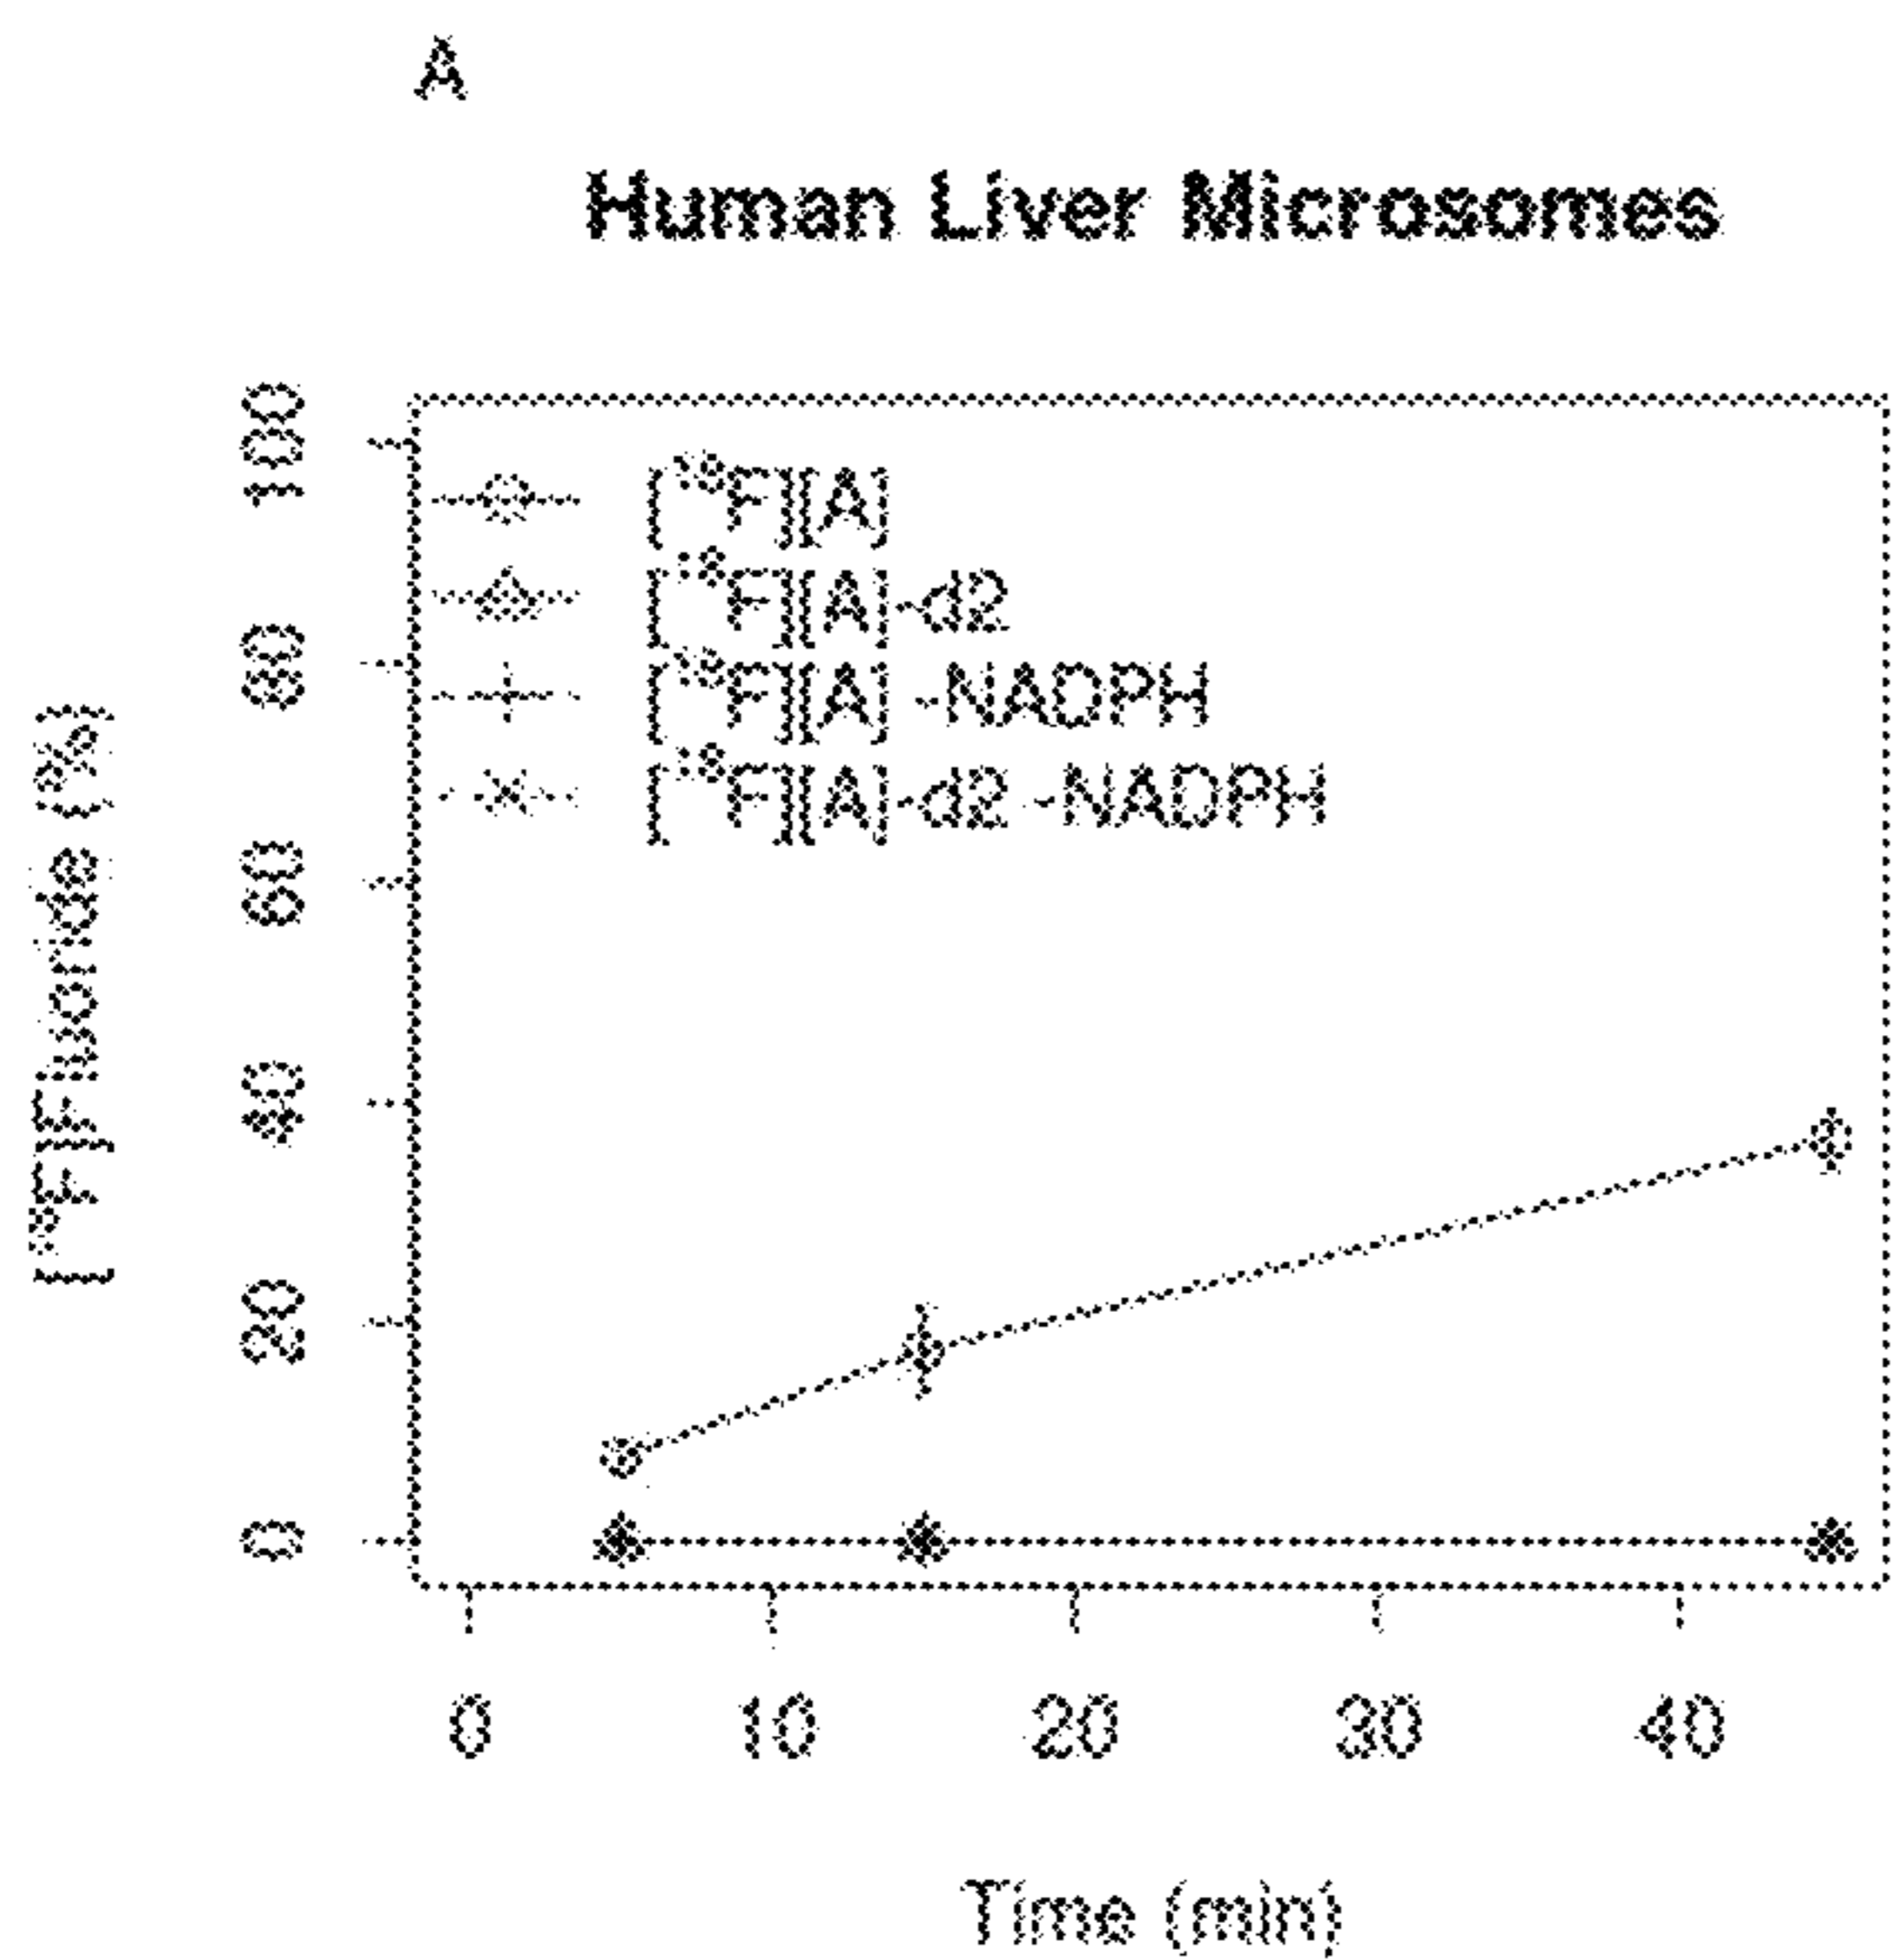 A
Human Liver Microsomes
[¹⁸F]Fluoride (%)
100
80
60
40
20
0
[¹⁸F][A]
[¹⁸F][A]-d2
[¹⁸F][A] -NADPH
[¹⁸F][A]-d2 -NADPH
0 10 20 30 40
Time (min)